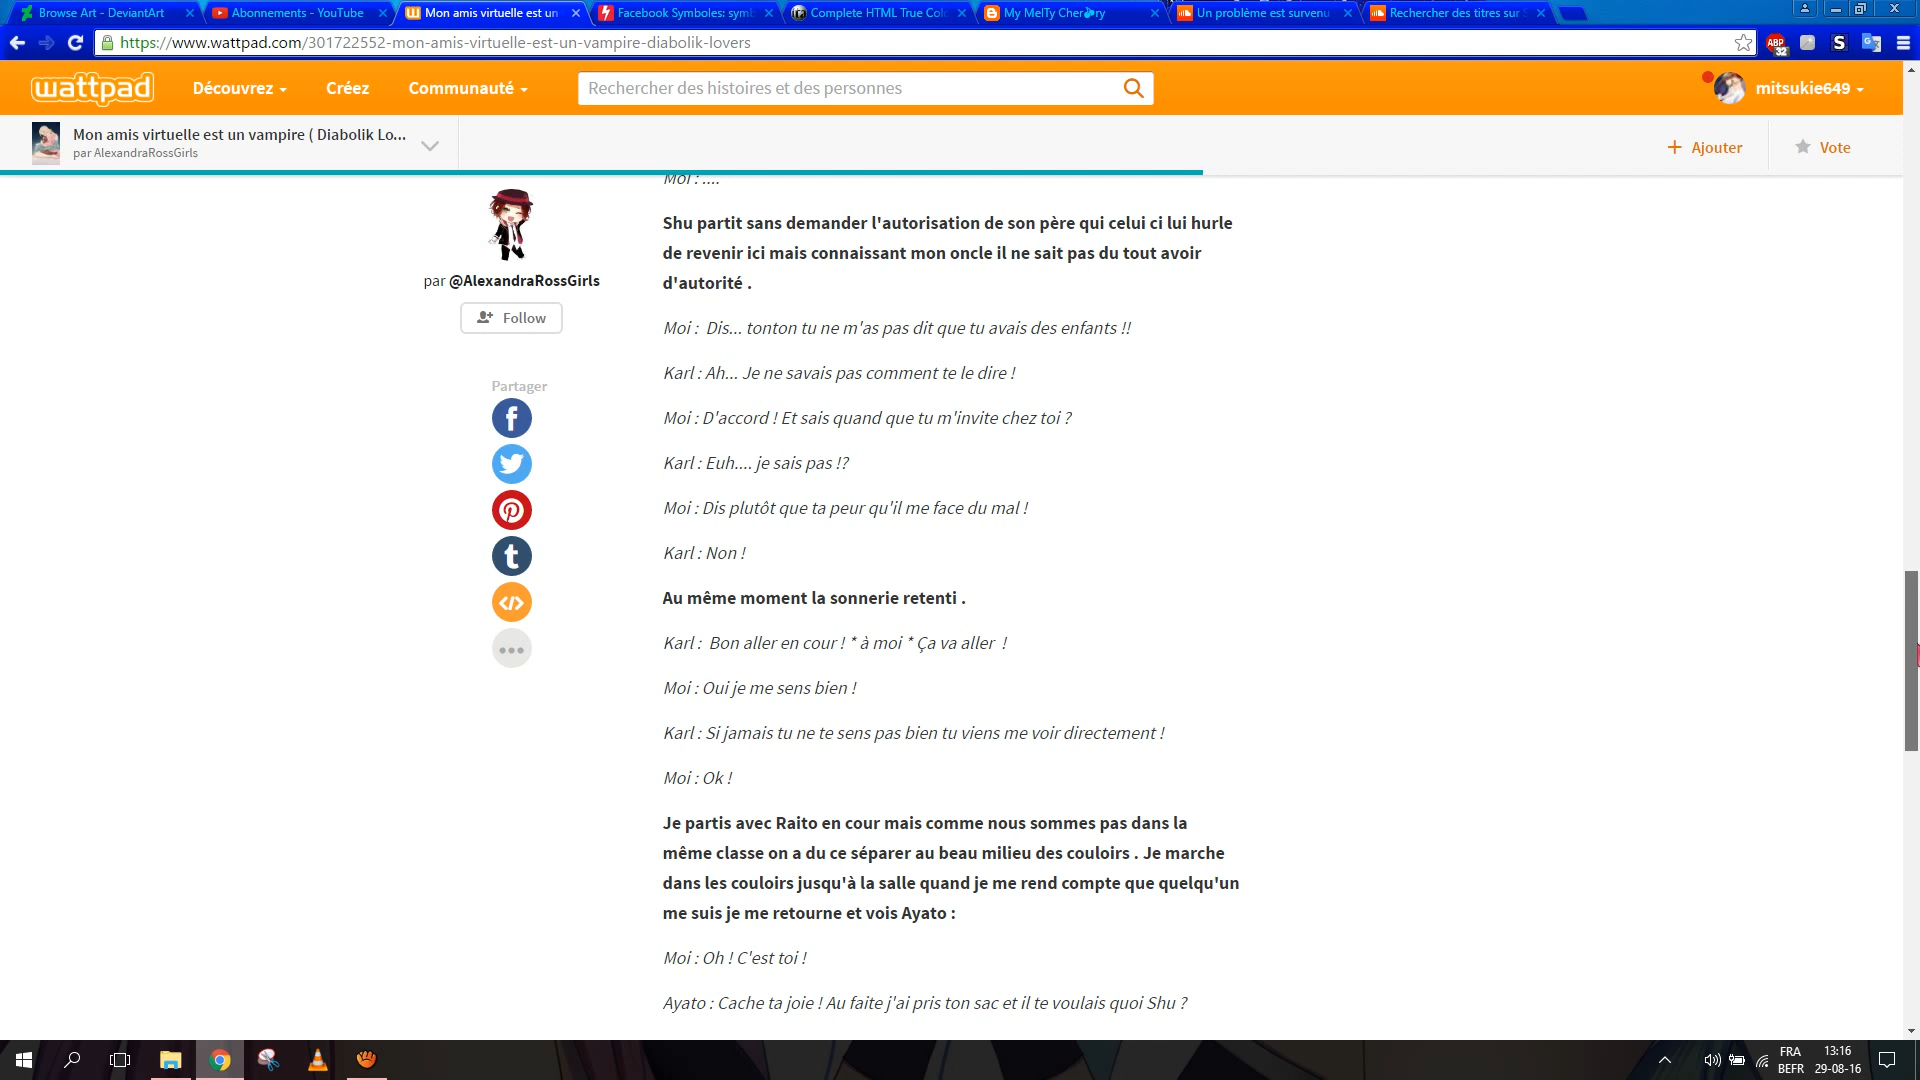 Browse Art - DeviantArt
Abonnements - YouTube
Mon amis virtuelle est un
Facebook Symboles: sym
Complete HTML True Col
My MelTy Cher ry
Un problème est survenu
Rechercher des titres sur
https://www.wattpad.com/301722552-mon-amis-virtuelle-est-un-vampire-diabolik-lovers
ABP
32
S
wattpad
Découvrez
Créez
Communauté
Rechercher des histoires et des personnes
mitsukie649
Mon amis virtuelle est un vampire ( Diabolik Lo...
par AlexandraRossGirls
+ Ajouter
Vote
Moi : ....
par @AlexandraRossGirls
Follow
Partager
Shu partit sans demander l'autorisation de son père qui celui ci lui hurle
de revenir ici mais connaissant mon oncle il ne sait pas du tout avoir
d'autorité .
Moi :  Dis... tonton tu ne m'as pas dit que tu avais des enfants !!
Karl : Ah... Je ne savais pas comment te le dire !
Moi : D'accord ! Et sais quand que tu m'invite chez toi ?
Karl : Euh.... je sais pas !?
Moi : Dis plutôt que ta peur qu'il me face du mal !
Karl : Non !
Au même moment la sonnerie retenti .
Karl :  Bon aller en cour ! * à moi * Ça va aller  !
Moi : Oui je me sens bien !
Karl : Si jamais tu ne te sens pas bien tu viens me voir directement !
Moi : Ok !
Je partis avec Raito en cour mais comme nous sommes pas dans la
même classe on a du ce séparer au beau milieu des couloirs . Je marche
dans les couloirs jusqu'à la salle quand je me rend compte que quelqu'un
me suis je me retourne et vois Ayato :
Moi : Oh ! C'est toi !
Ayato : Cache ta joie ! Au faite j'ai pris ton sac et il te voulais quoi Shu ?
FRA
BEFR
13:16
29-08-16